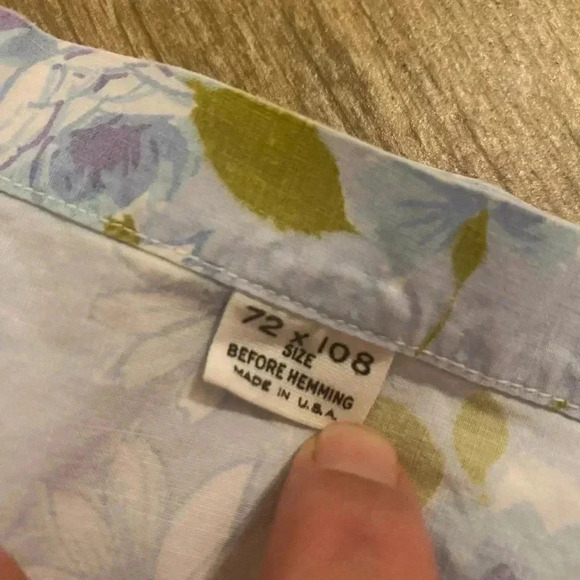 72 x 108
SIZE
BEFORE HEMMING
MADE IN U.S.A.